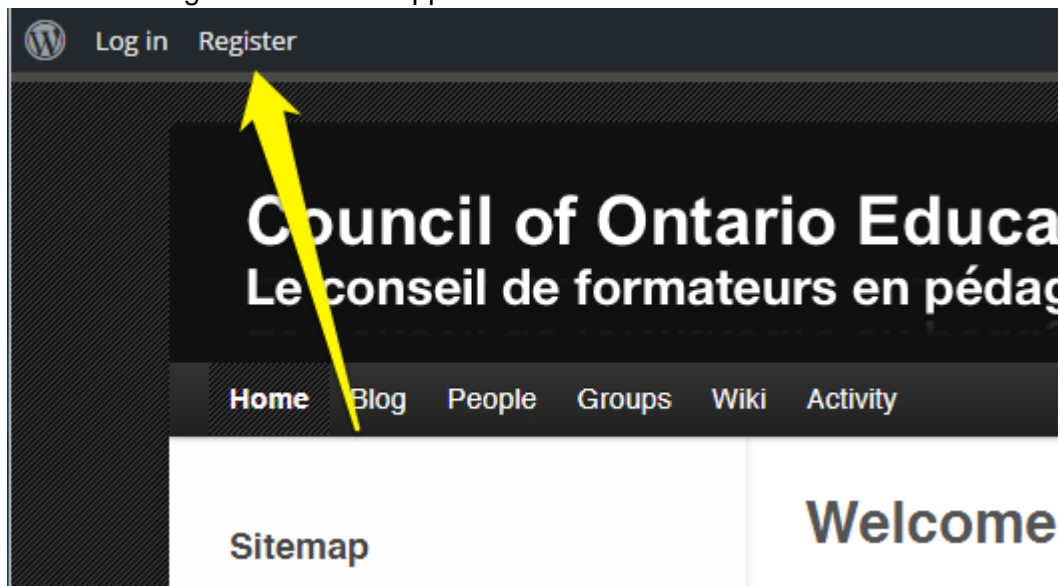 Log in Register
Council of Ontario Educa
Le conseil de formateurs en pédag
Home Blog People Groups Wiki Activity
Sitemap
Welcome